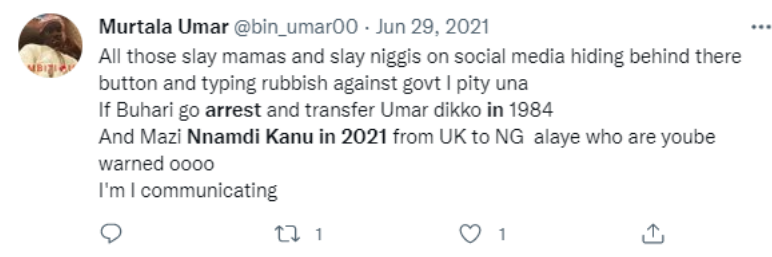 Murtala Umar @bin_umar00 · Jun 29, 2021
All those slay mamas and slay niggis on social media hiding behind there
button and typing rubbish against govt I pity una
If Buhari go arrest and transfer Umar dikko in 1984
And Mazi Nnamdi Kanu in 2021 from UK to NG alaye who are yoube
warned oooo
I'm I communicating
1
1